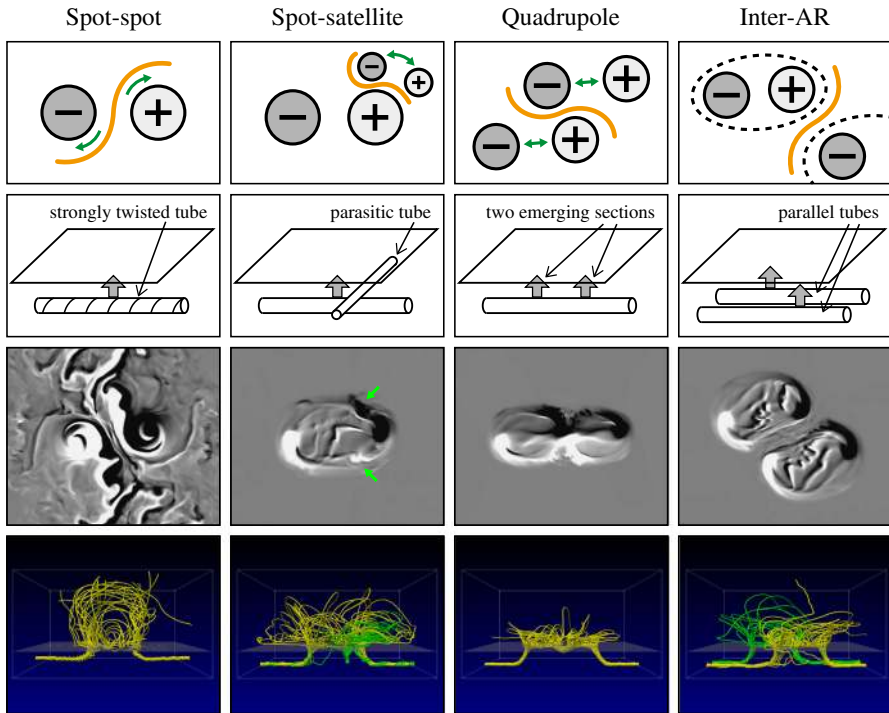 Spot-spot
Spot-satellite
Quadrupole
Inter-AR
− +
− − + +
− + − +
− + −
strongly twisted tube
parasitic tube
two emerging sections
parallel tubes